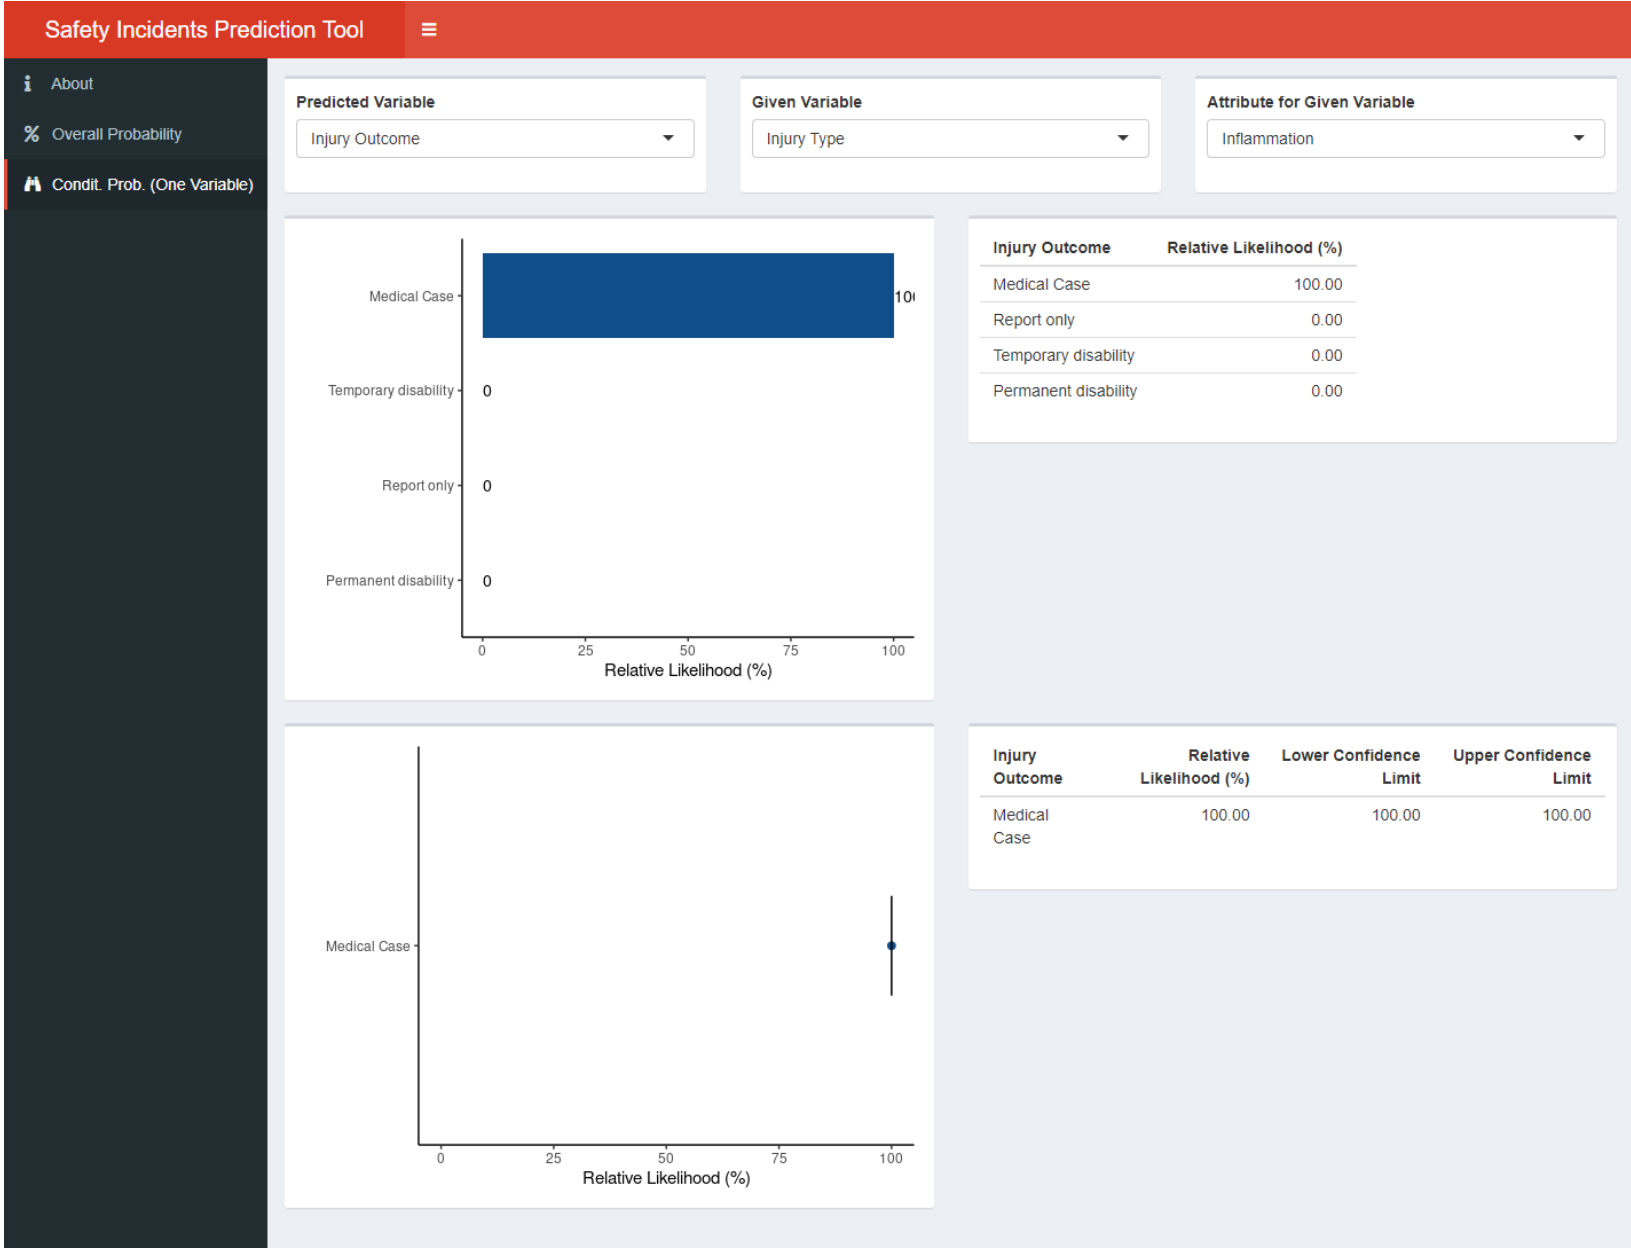 Safety Incidents Prediction Tool
About
Overall Probability
Condit. Prob. (One Variable)
Predicted Variable
Injury Outcome
Given Variable
Injury Type
Attribute for Given Variable
Inflammation
Medical Case
Temporary disability
0
Report only
0
Permanent disability
0
0 25 50 75 100
Relative Likelihood (%)
Injury Outcome Relative Likelihood (%)
Medical Case 100.00
Report only 0.00
Temporary disability 0.00
Permanent disability 0.00
Medical Case
0 25 50 75 100
Relative Likelihood (%)
Injury Relative Lower Confidence Upper Confidence
Outcome Likelihood (%) Limit Limit
Medical 100.00 100.00 100.00
Case